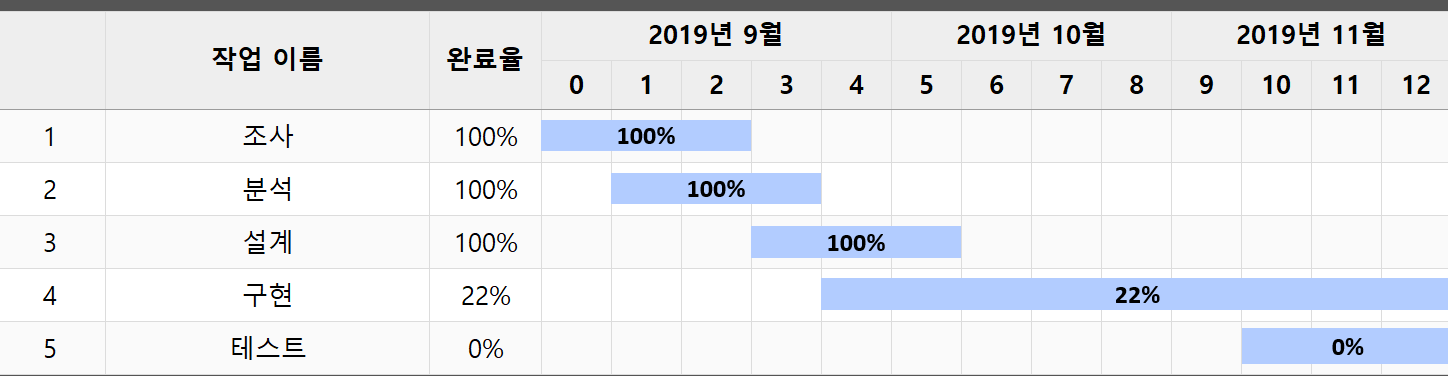 작업 이름 완료율 2019년 9월 2019년 10월 2019년 11월
0 1 2 3 4 5 6 7 8 9 10 11 12
1 조사 100% 100%
2 분석 100% 100%
3 설계 100% 100%
4 구현 22% 22%
5 테스트 0% 0%